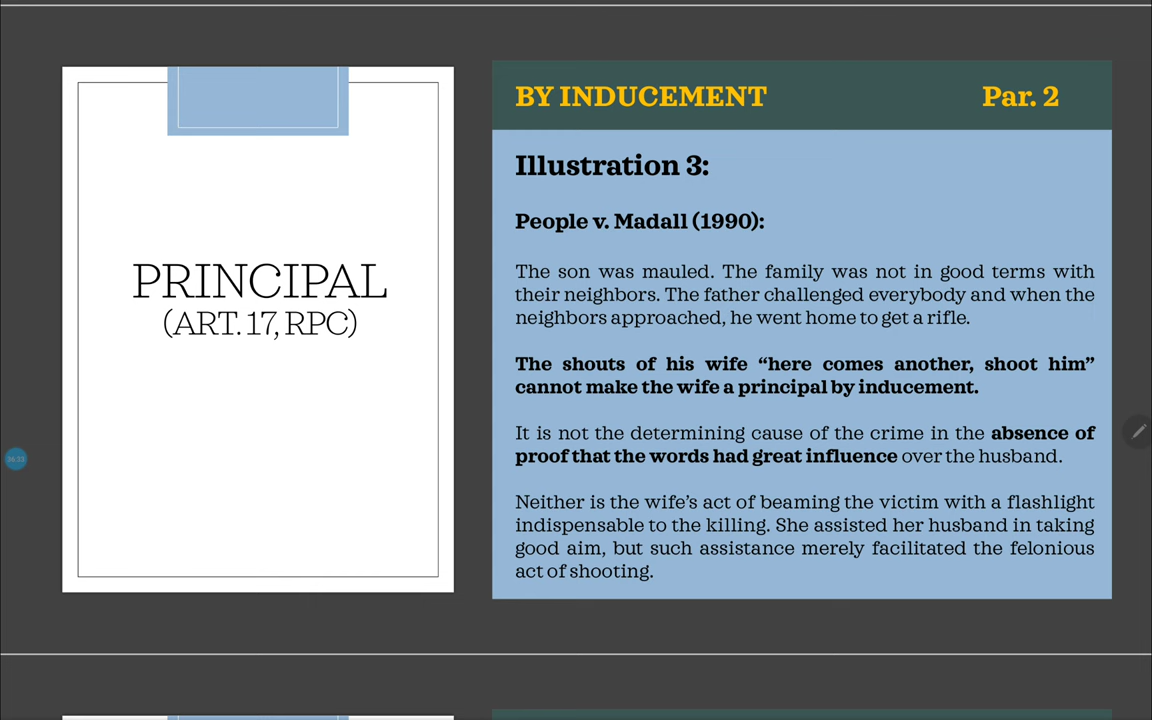 PRINCIPAL
(ART. 17, RPC)
BY INDUCEMENT Par. 2
Illustration 3:
People v. Madall (1990):
The son was mauled. The family was not in good terms with
their neighbors. The father challenged everybody and when the
neighbors approached, he went home to get a rifle.
The shouts of his wife “here comes another, shoot him”
cannot make the wife a principal by inducement.
It is not the determining cause of the crime in the absence of
proof that the words had great influence over the husband.
Neither is the wife’s act of beaming the victim with a flashlight
indispensable to the killing. She assisted her husband in taking
good aim, but such assistance merely facilitated the felonious
act of shooting.